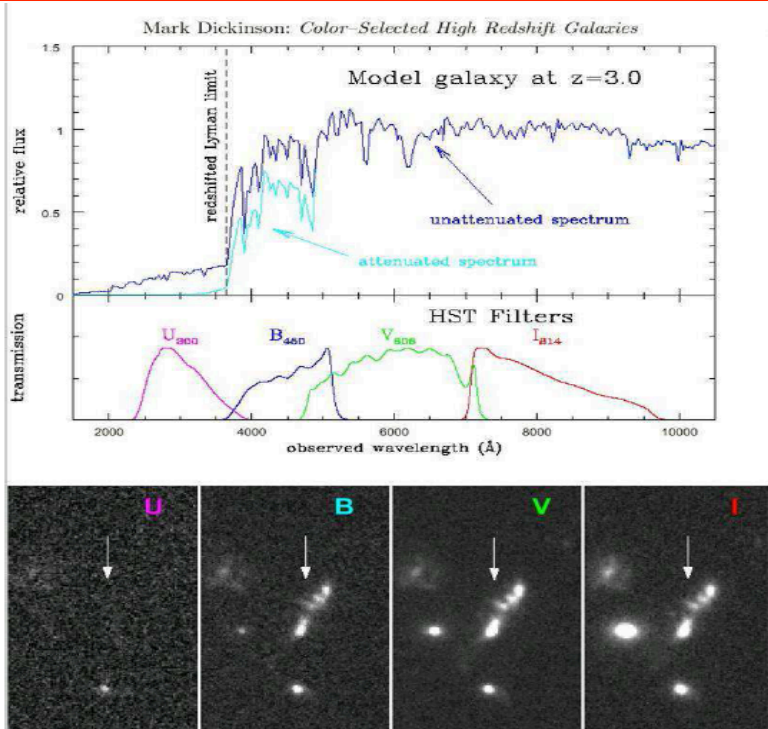 Mark Dickinson: Color–Selected High Redshift Galaxies
1.5
1
0.5
0
relative flux
redshifted Lyman limit
Model galaxy at z=3.0
unattenuated spectrum
attenuated spectrum
transmission
HST Filters
U300
B450
V606
I814
2000 4000 6000 8000 10000
observed wavelength (Å)
U B V I